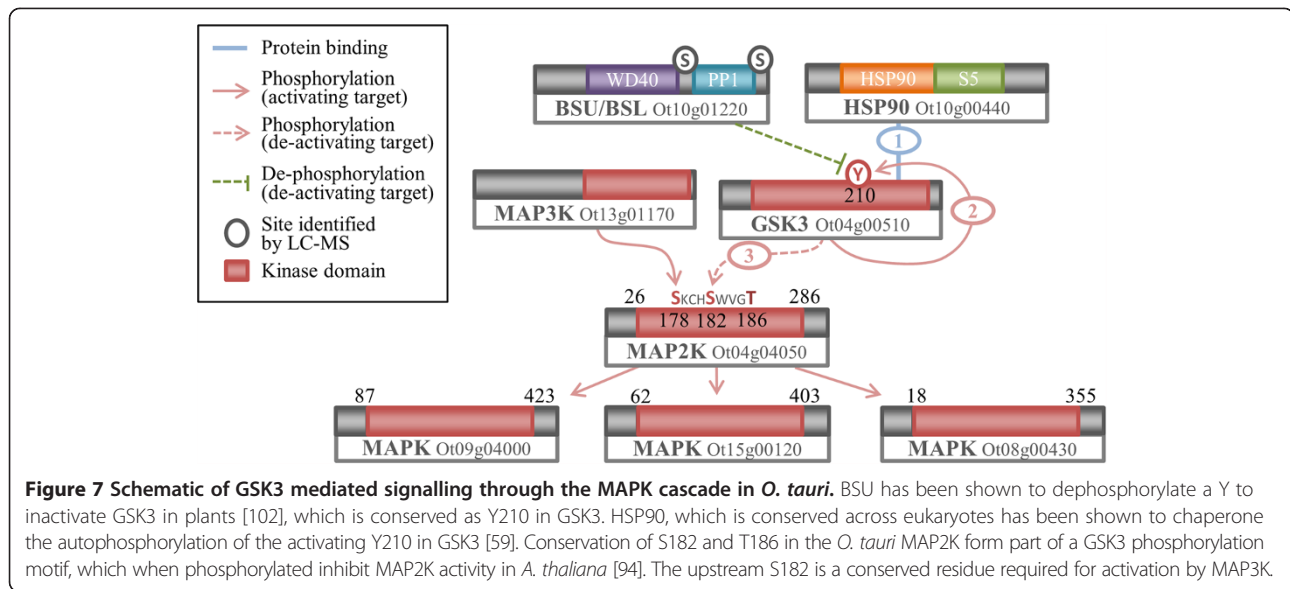 Protein binding
Phosphorylation
(activating target)
Phosphorylation
(de-activating target)
De-phosphorylation
(de-activating target)
S Site identified
by LC-MS
Kinase domain
S S
WD40 PP1
BSU/BSL Ot10g01220
HSP90 S5
HSP90 Ot10g00440
1
Y
210
GSK3 Ot04g00510
2
MAP3K Ot13g01170
3
26 SKCHSWVGT 286
178 182 186
MAP2K Ot04g04050
87 423
MAPK Ot09g04000
62 403
MAPK Ot15g00120
18 355
MAPK Ot08g00430
Figure 7 Schematic of GSK3 mediated signalling through the MAPK cascade in O. tauri. BSU has been shown to dephosphorylate a Y to
inactivate GSK3 in plants [102], which is conserved as Y210 in GSK3. HSP90, which is conserved across eukaryotes has been shown to chaperone
the autophosphorylation of the activating Y210 in GSK3 [59]. Conservation of S182 and T186 in the O. tauri MAP2K form part of a GSK3 phosphorylation
motif, which when phosphorylated inhibit MAP2K activity in A. thaliana [94]. The upstream S182 is a conserved residue required for activation by MAP3K.